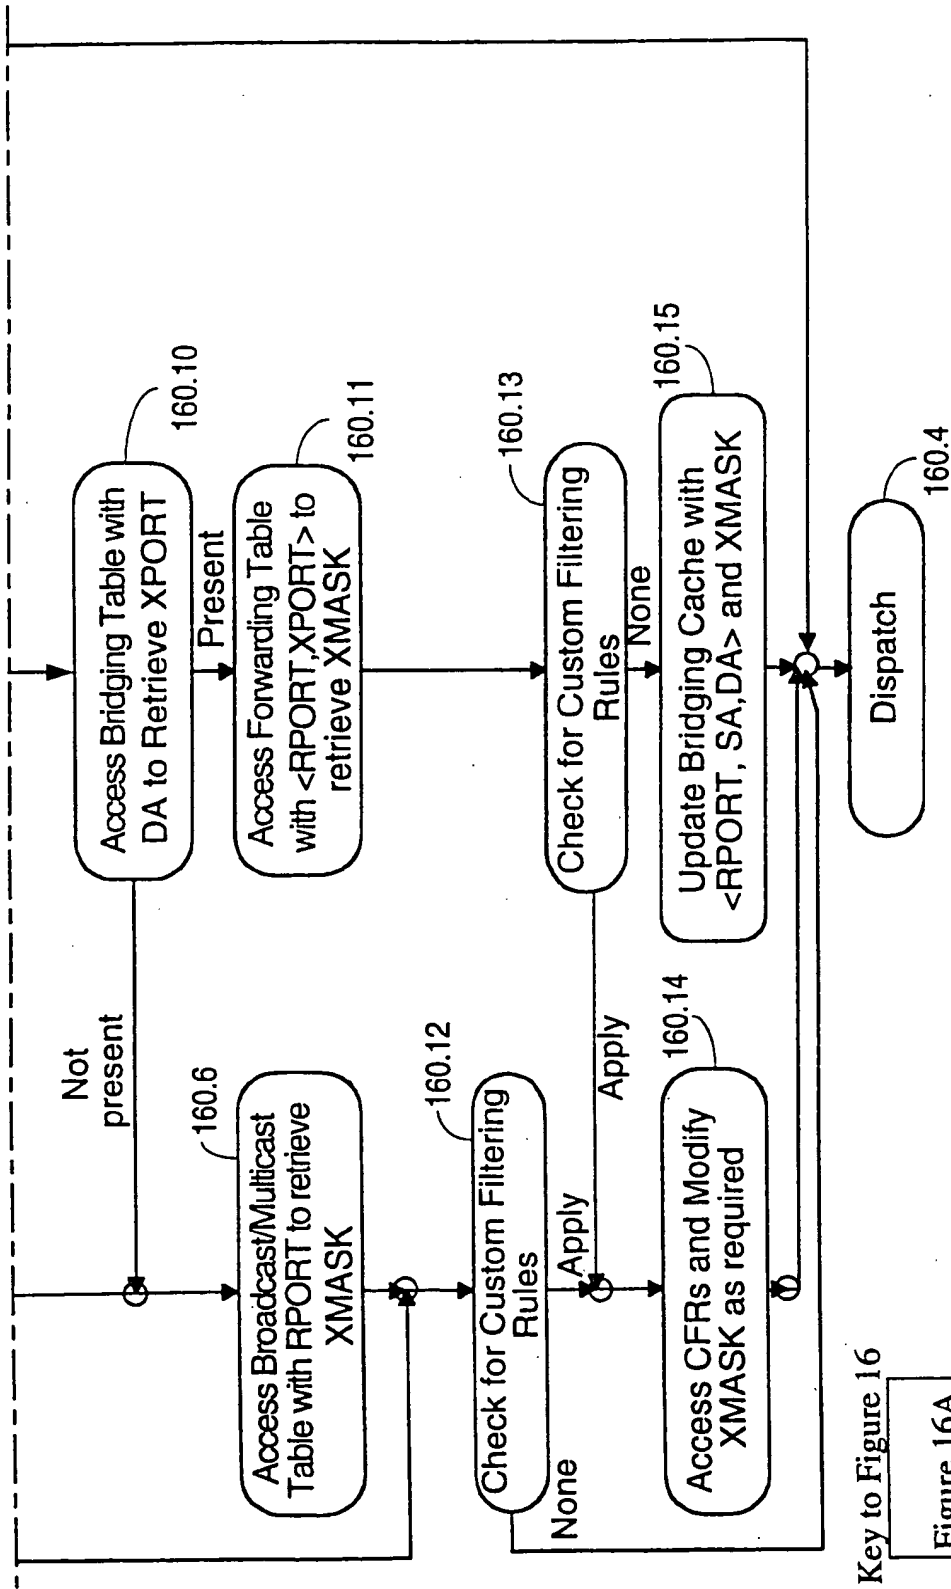 Access Bridging Table with
DA to Retrieve XPORT
160.10
Not
present
Present
Access Broadcast/Multicast
Table with RPORT to retrieve
XMASK
160.6
Access Forwarding Table
with <RPORT,XPORT> to
retrieve XMASK
160.11
Check for Custom Filtering
Rules
160.12
Check for Custom Filtering
Rules
160.13
None
Apply
Apply
None
Access CFRs and Modify
XMASK as required
160.14
Update Bridging Cache with
<RPORT, SA,DA> and XMASK
160.15
Dispatch
160.4
Key to Figure 16
Figure 16A